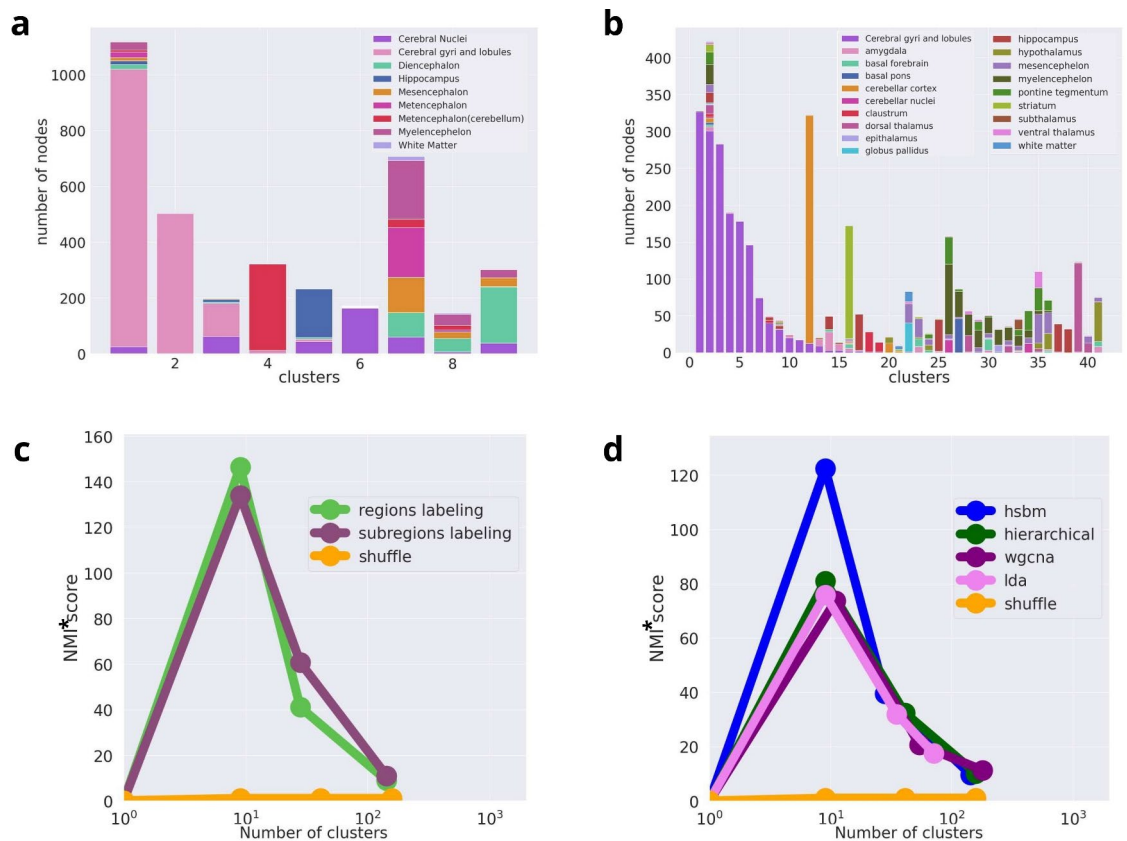 a
number of nodes
1000
800
600
400
200
0
Cerebral Nuclei
Cerebral gyri and lobules
Diencephalon
Hippocampus
Mesencephalon
Metencephalon
Metencephalon(cerebellum)
Myelencephelon
White Matter
2 4 6 8
clusters
b
number of nodes
400
350
300
250
200
150
100
50
0
Cerebral gyri and lobules
amygdala
basal forebrain
basal pons
cerebellar cortex
cerebellar nuclei
claustrum
dorsal thalamus
epithalamus
globus pallidus
hippocampus
hypothalamus
mesencephelon
myelencephelon
pontine tegmentum
striatum
subthalamus
ventral thalamus
white matter
0 5 10 15 20 25 30 35 40
clusters
c
NMI* score
160
140
120
100
80
60
40
20
0
regions labeling
subregions labeling
shuffle
10⁰ 10¹ 10² 10³
Number of clusters
d
NMI* score
120
100
80
60
40
20
0
hsbm
hierarchical
wgcna
lda
shuffle
10⁰ 10¹ 10² 10³
Number of clusters